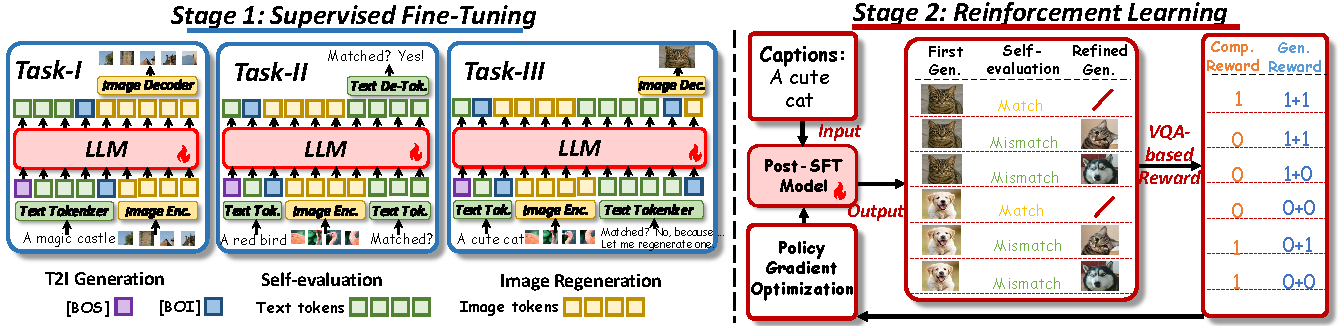 Stage 1: Supervised Fine-Tuning
Task-I
Image Decoder
LLM
Text Tokenizer
Image Enc.
A magic castle
T2I Generation
Task-II
Matched? Yes!
Text De-Tok.
LLM
Text Tok.
Image Enc.
Text Tok.
A red bird
Matched?
Self-evaluation
Task-III
Image Dec.
LLM
Text Tok.
Image Enc.
Text Tokenizer
A cute cat
Matched? No, because ...
Let me regenerate one
Image Regeneration
[BOS]
[BOI]
Text tokens
Image tokens
Stage 2: Reinforcement Learning
Captions:
A cute
cat
Input
Post-SFT
Model
Output
Policy
Gradient
Optimization
First
Gen.
Self-
evaluation
Refined
Gen.
Match
Mismatch
Mismatch
Match
Mismatch
Mismatch
VQA-
based
Reward
Comp.
Reward
Gen.
Reward
1 1+1
0 1+1
0 1+0
0 0+0
1 0+1
1 0+0